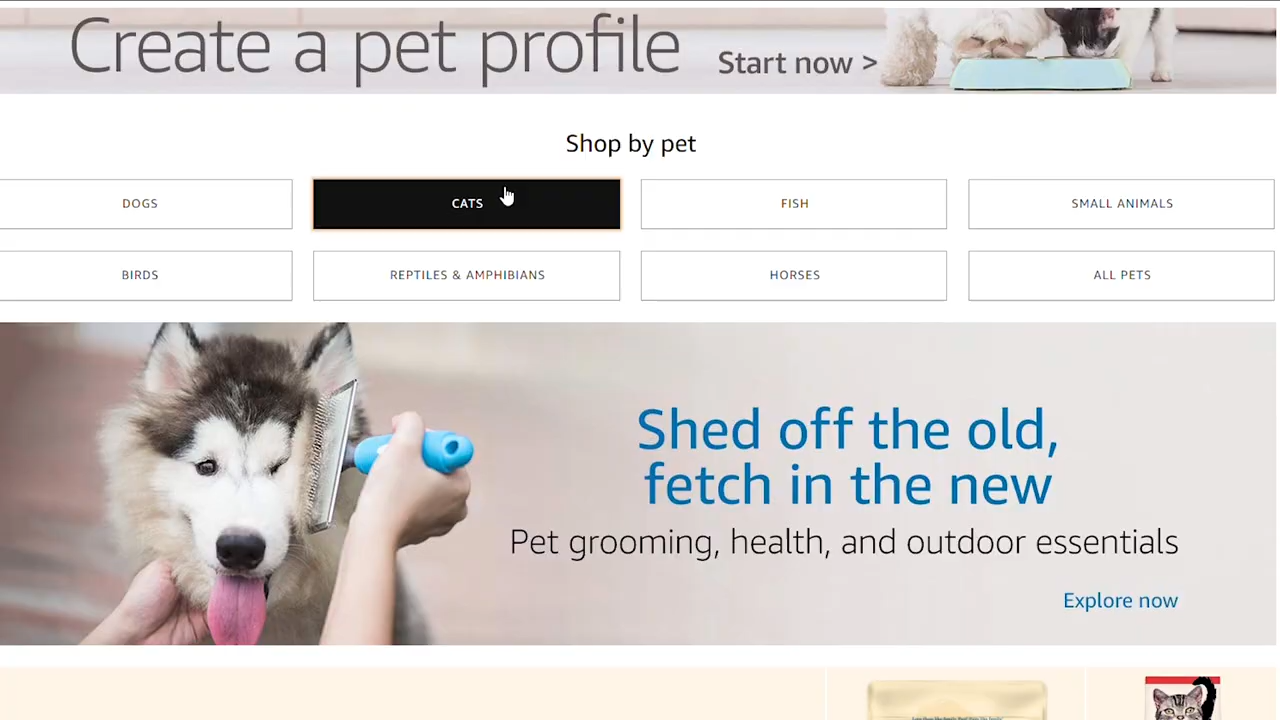 Create a pet profile Start now >
Shop by pet
DOGS
CATS
FISH
SMALL ANIMALS
BIRDS
REPTILES & AMPHIBIANS
HORSES
ALL PETS
Shed off the old,
fetch in the new
Pet grooming, health, and outdoor essentials
Explore now